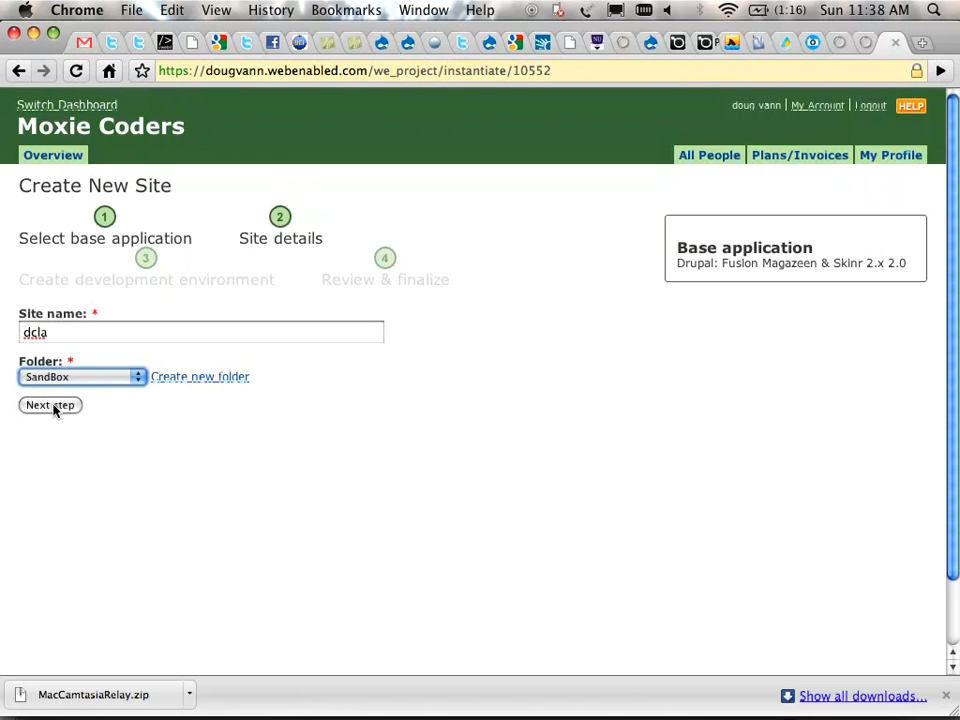 Chrome File Edit View History Bookmarks Window Help (1:16) Sun 11:38 AM
https://dougvann.webenabled.com/we_project/instantiate/10552
Switch Dashboard
doug vann | My Account | Logout HELP
Moxie Coders
Overview All People Plans/Invoices My Profile
Create New Site
1 2
Select base application Site details
3 4
Create development environment Review & finalize
Base application
Drupal: Fusion Magazeen & Skinr 2.x 2.0
Site name: *
dcla
Folder: *
SandBox Create new folder
Next step
MacCamtasiaRelay.zip Show all downloads...